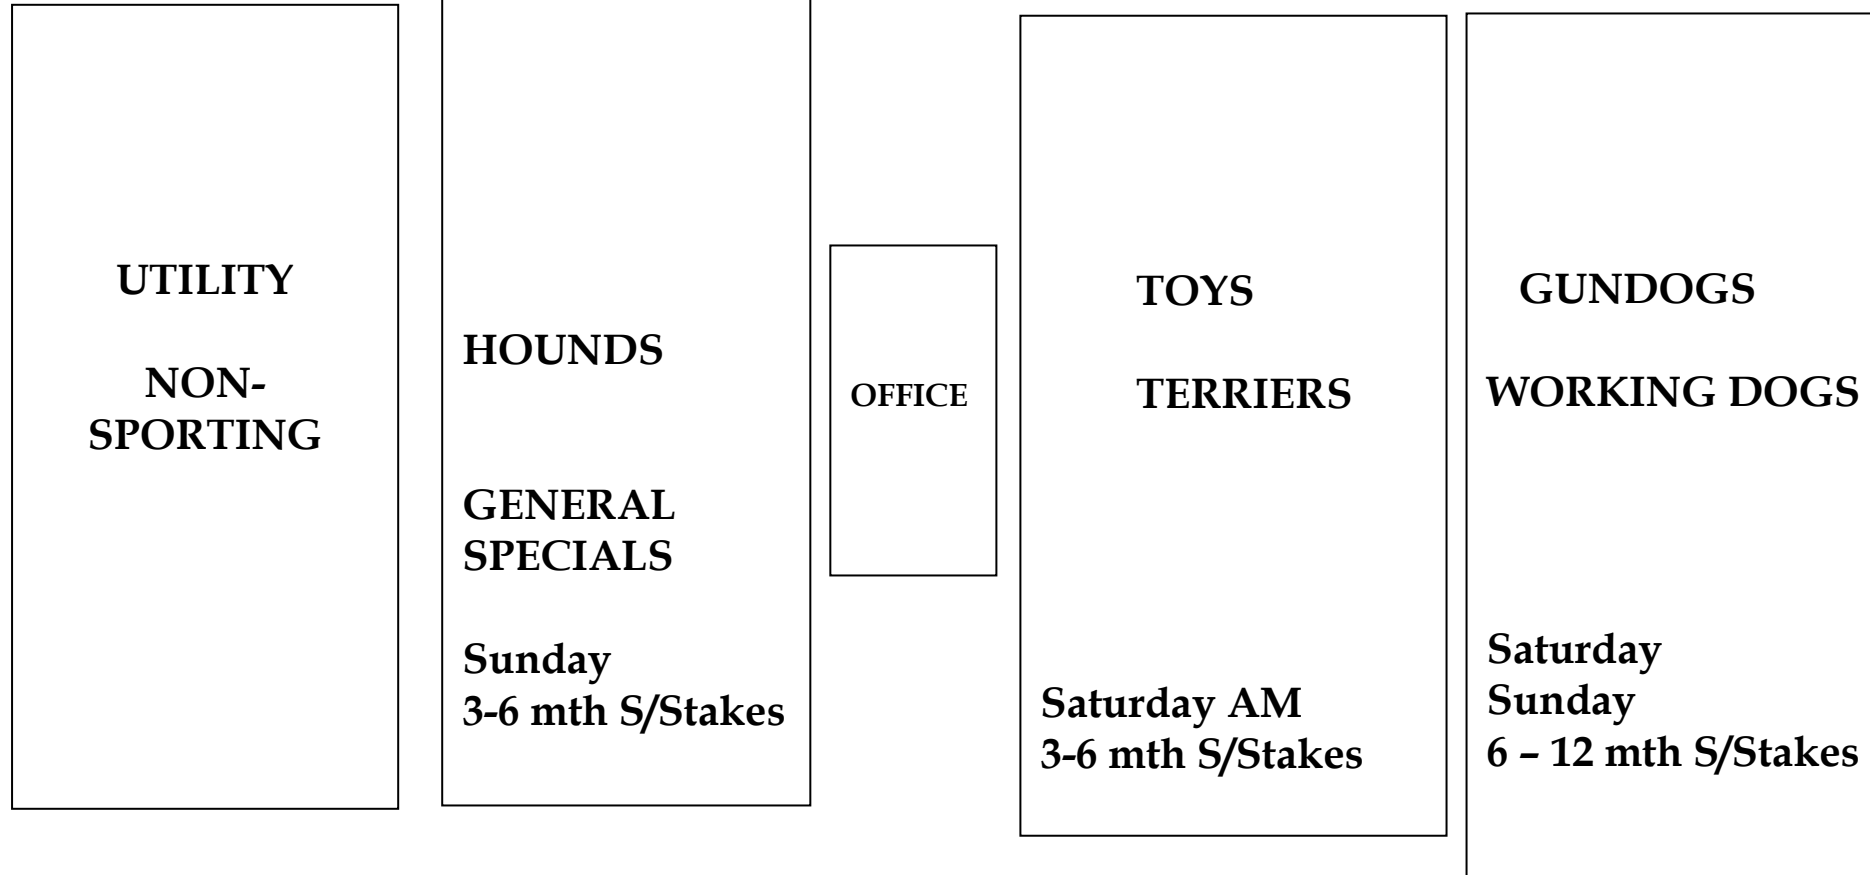 UTILITY
NON-
SPORTING
HOUNDS
GENERAL
SPECIALS
Sunday
3-6 mth S/Stakes
OFFICE
TOYS
TERRIERS
Saturday AM
3-6 mth S/Stakes
GUNDOGS
WORKING DOGS
Saturday
Sunday
6 – 12 mth S/Stakes